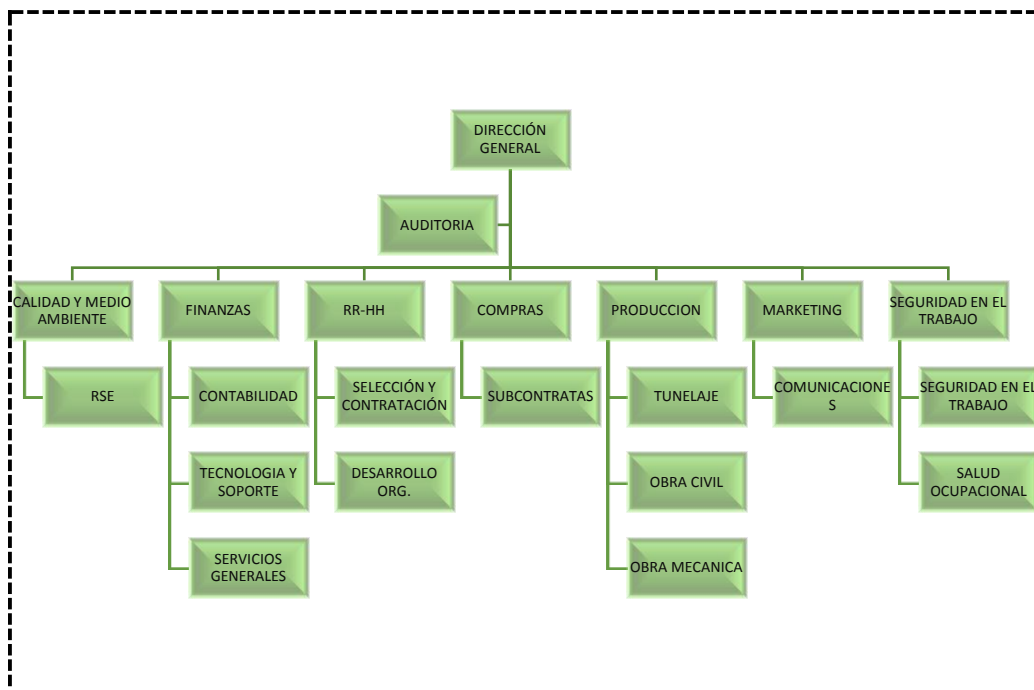 DIRECCIÓN
GENERAL
AUDITORIA
CALIDAD Y MEDIO
AMBIENTE
FINANZAS
RR-HH
COMPRAS
PRODUCCION
MARKETING
SEGURIDAD EN EL
TRABAJO
RSE
CONTABILIDAD
SELECCIÓN Y
CONTRATACIÓN
SUBCONTRATAS
TUNELAJE
COMUNICACIONE
S
SEGURIDAD EN EL
TRABAJO
TECNOLOGIA Y
SOPORTE
DESARROLLO
ORG.
OBRA CIVIL
SALUD
OCUPACIONAL
SERVICIOS
GENERALES
OBRA MECANICA